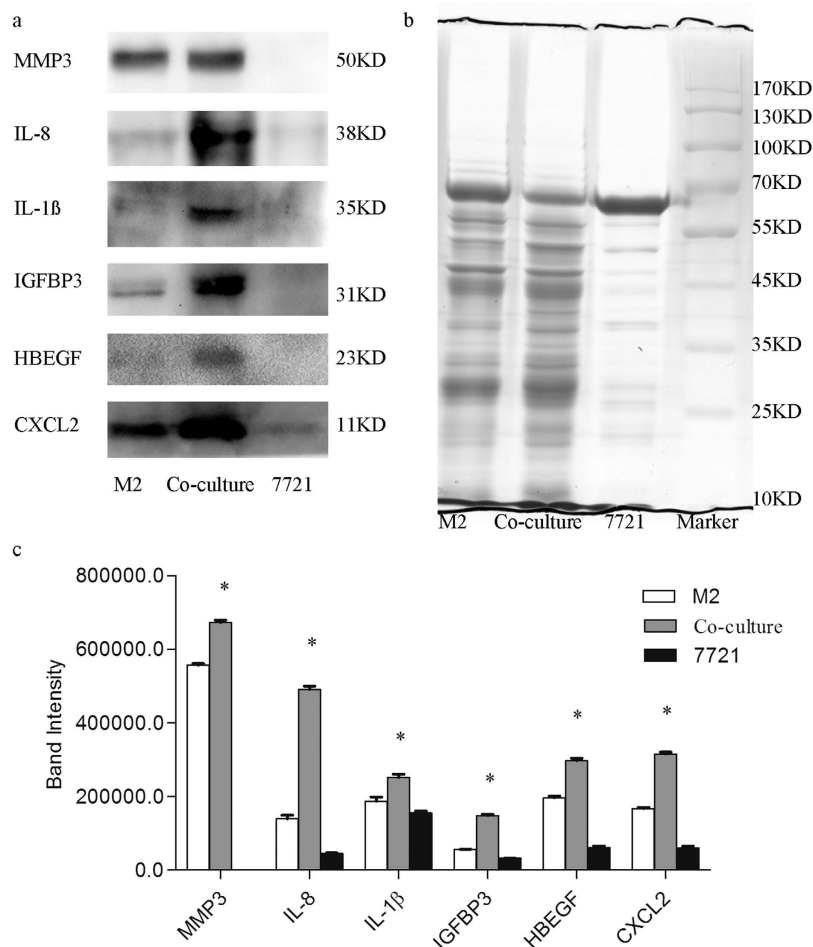 a
MMP3 50KD
IL-8 38KD
IL-1ß 35KD
IGFBP3 31KD
HBEGF 23KD
CXCL2 11KD
M2 Co-culture 7721
b
170KD
130KD
100KD
70KD
55KD
45KD
35KD
25KD
10KD
M2 Co-culture 7721 Marker
c
Band Intensity
800000.0
600000.0
400000.0
200000.0
0.0
* * * * * *
M2
Co-culture
7721
MMP3 IL-8 IL-1β IGFBP3 HBEGF CXCL2